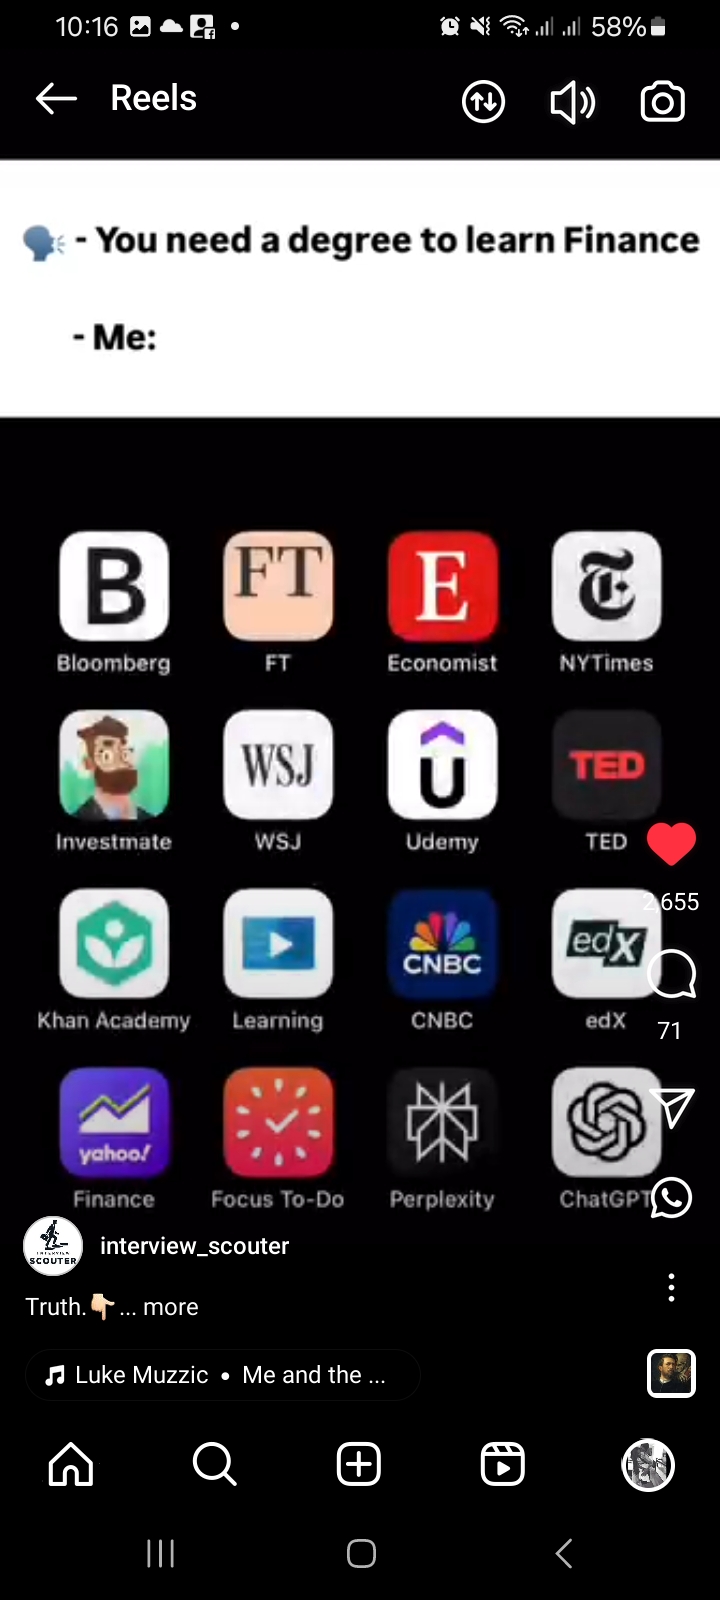 10:16
58%
Reels
- You need a degree to learn Finance
- Me:
B
FT
E
Bloomberg
FT
Economist
NYTimes
WSJ
U
TED
Investmate
WSJ
Udemy
TED
2,655
CNBC
edX
Khan Academy
Learning
CNBC
edX
71
yahoo!
Finance
Focus To-Do
Perplexity
ChatGPT
INTERVIEW
SCOUTER
interview_scouter
Truth. ... more
Luke Muzzic • Me and the ...